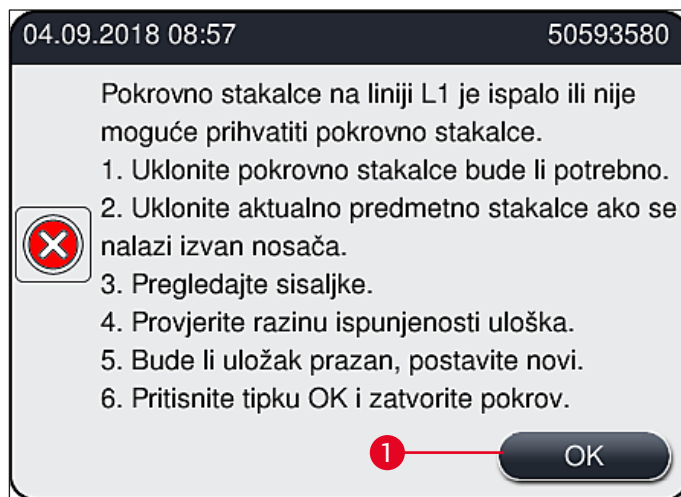 04.09.2018 08:57 50593580
Pokrovno stakalce na liniji L1 je ispalo ili nije
moguće prihvatiti pokrovno stakalce.
1. Uklonite pokrovno stakalce bude li potrebno.
2. Uklonite aktualno predmetno stakalce ako se
nalazi izvan nosača.
3. Pregledajte sisaljke.
4. Provjerite razinu ispunjenosti uloška.
5. Bude li uložak prazan, postavite novi.
6. Pritisnite tipku OK i zatvorite pokrov.
1 OK